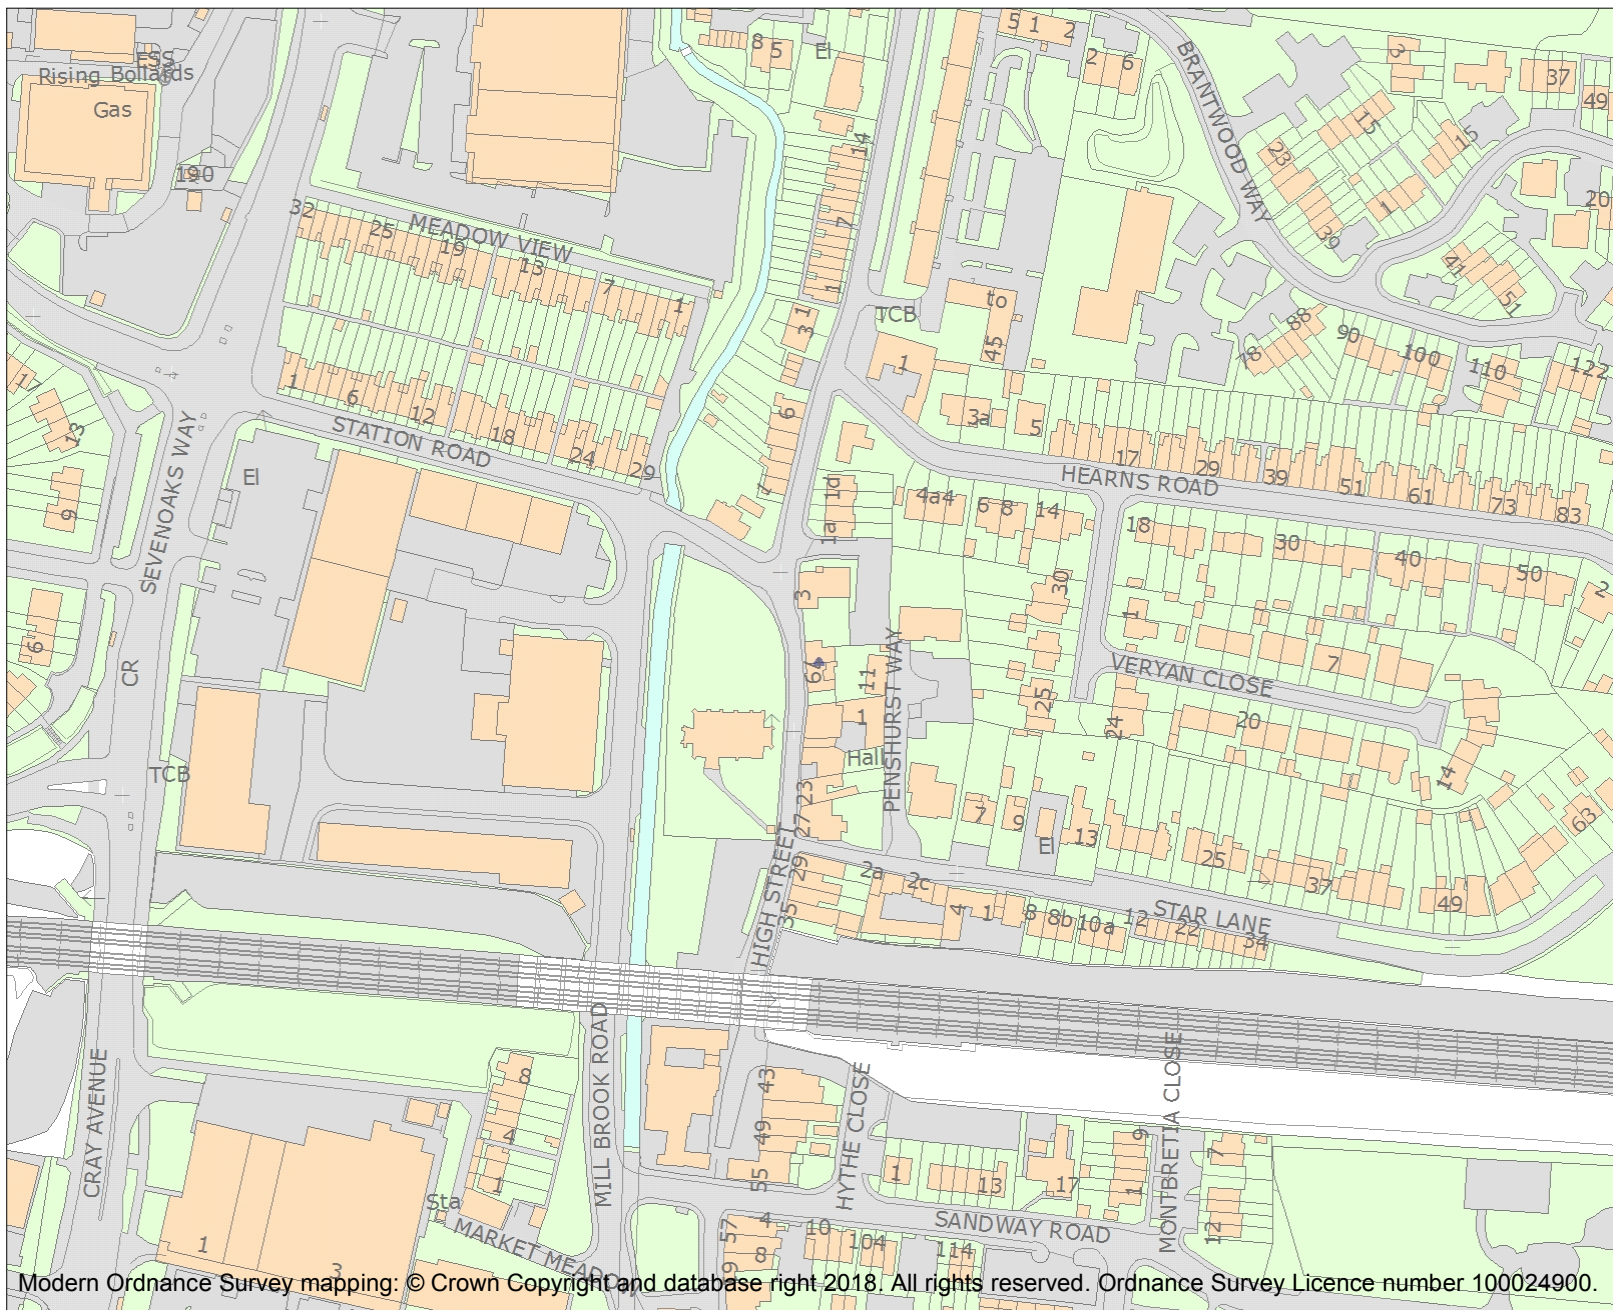 8 5
El
5 1 2
2 6
3
37
49
ESS
Rising Bollards
Gas
190
BRANTWOOD WAY
15
15
23
1
39
20
14
7
1
32
25
19
13
7
1
MEADOW VIEW
41
51
TCB
to
45
1
3
1
88
78
90
100
110
122
17
13
9
1
6
12
18
24
29
STATION ROAD
SEVENOAKS WAY
El
6
4
3a
5
17
29
39
51
61
73
83
HEARNS ROAD
1d
1a
4a4
6 8
14
18
30
40
50
2
3
30
1
6
CR
PENSHURST WAY
VERYAN CLOSE
7
11
1
Hall
25
24
20
14
63
TCB
23
27
29
35
HIGH STREET
7
9
El
13
25
37
49
2a
2c
4
1
8
8b
10a
12
22
34
STAR LANE
CRAY AVENUE
MILL BROOK ROAD
8
4
1
Sta
MARKET MEADOW
43
49
55
HYTHE CLOSE
1
13
17
9
1
MONTBRETIA CLOSE
7
12
SANDWAY ROAD
57
4
8
10
104
114
1
3
Modern Ordnance Survey mapping: © Crown Copyright and database right 2018. All rights reserved. Ordnance Survey Licence number 100024900.